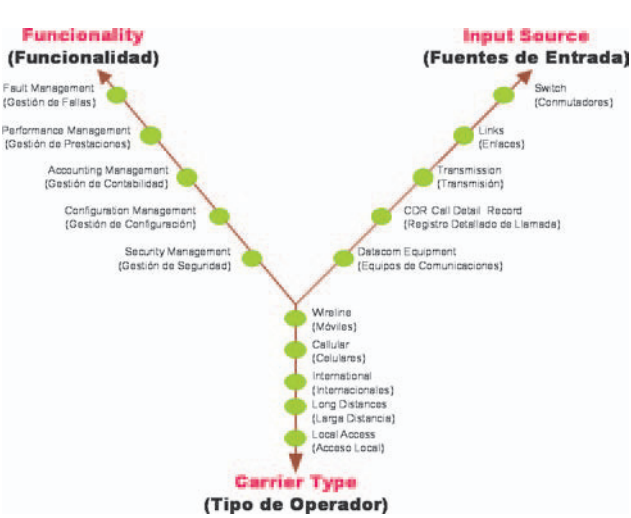 Funcionality
(Funcionalidad)
Fault Management
(Gestión de Fallas)
Performance Management
(Gestión de Prestaciones)
Accounting Management
(Gestión de Contabilidad)
Configuration Management
(Gestión de Configuración)
Security Management
(Gestión de Seguridad)
Input Source
(Fuentes de Entrada)
Switch
(Conmutadores)
Links
(Enlaces)
Transmission
(Transmisión)
CDR Call Detail Record
(Registro Detallado de Llamada)
Datacom Equipment
(Equipos de Comunicaciones)
Wireline
(Móviles)
Callular
(Celulares)
International
(Internacionales)
Long Distances
(Larga Distancia)
Local Access
(Acceso Local)
Carrier Type
(Tipo de Operador)